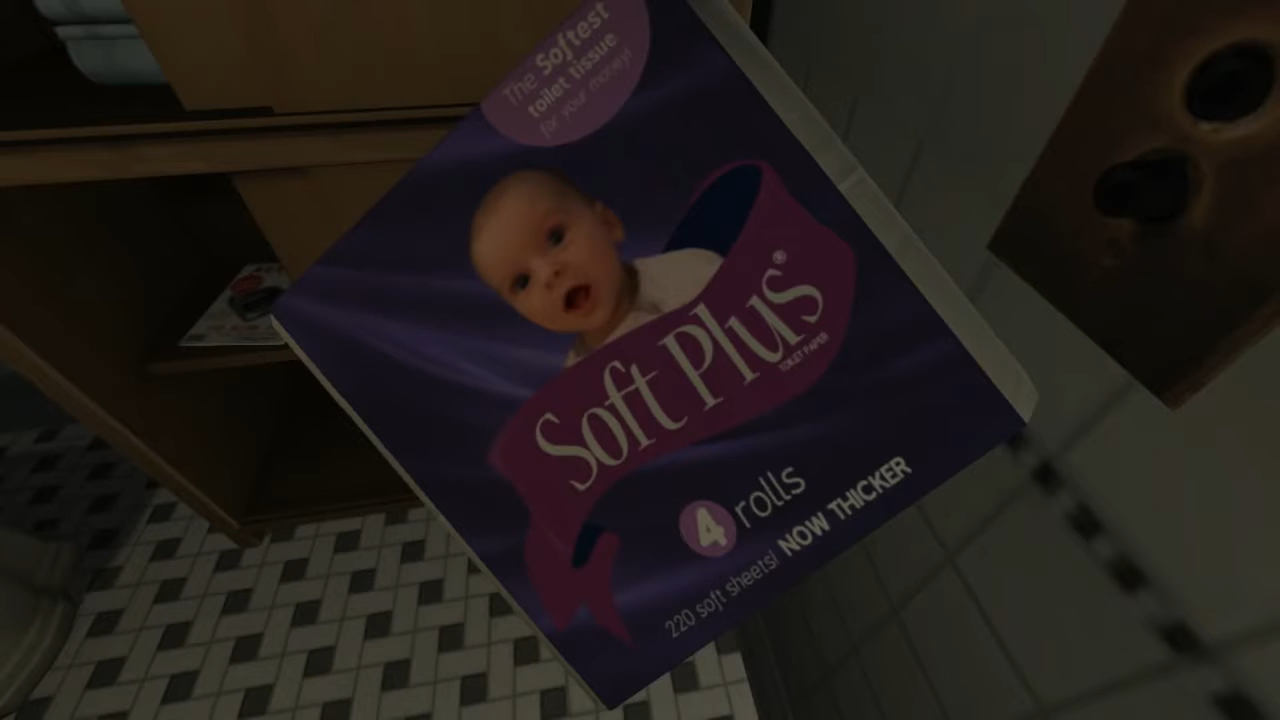 The Softest
toilet tissue
for your money!
Soft Plus®
TOILET PAPER
4 rolls
220 soft sheets! NOW THICKER